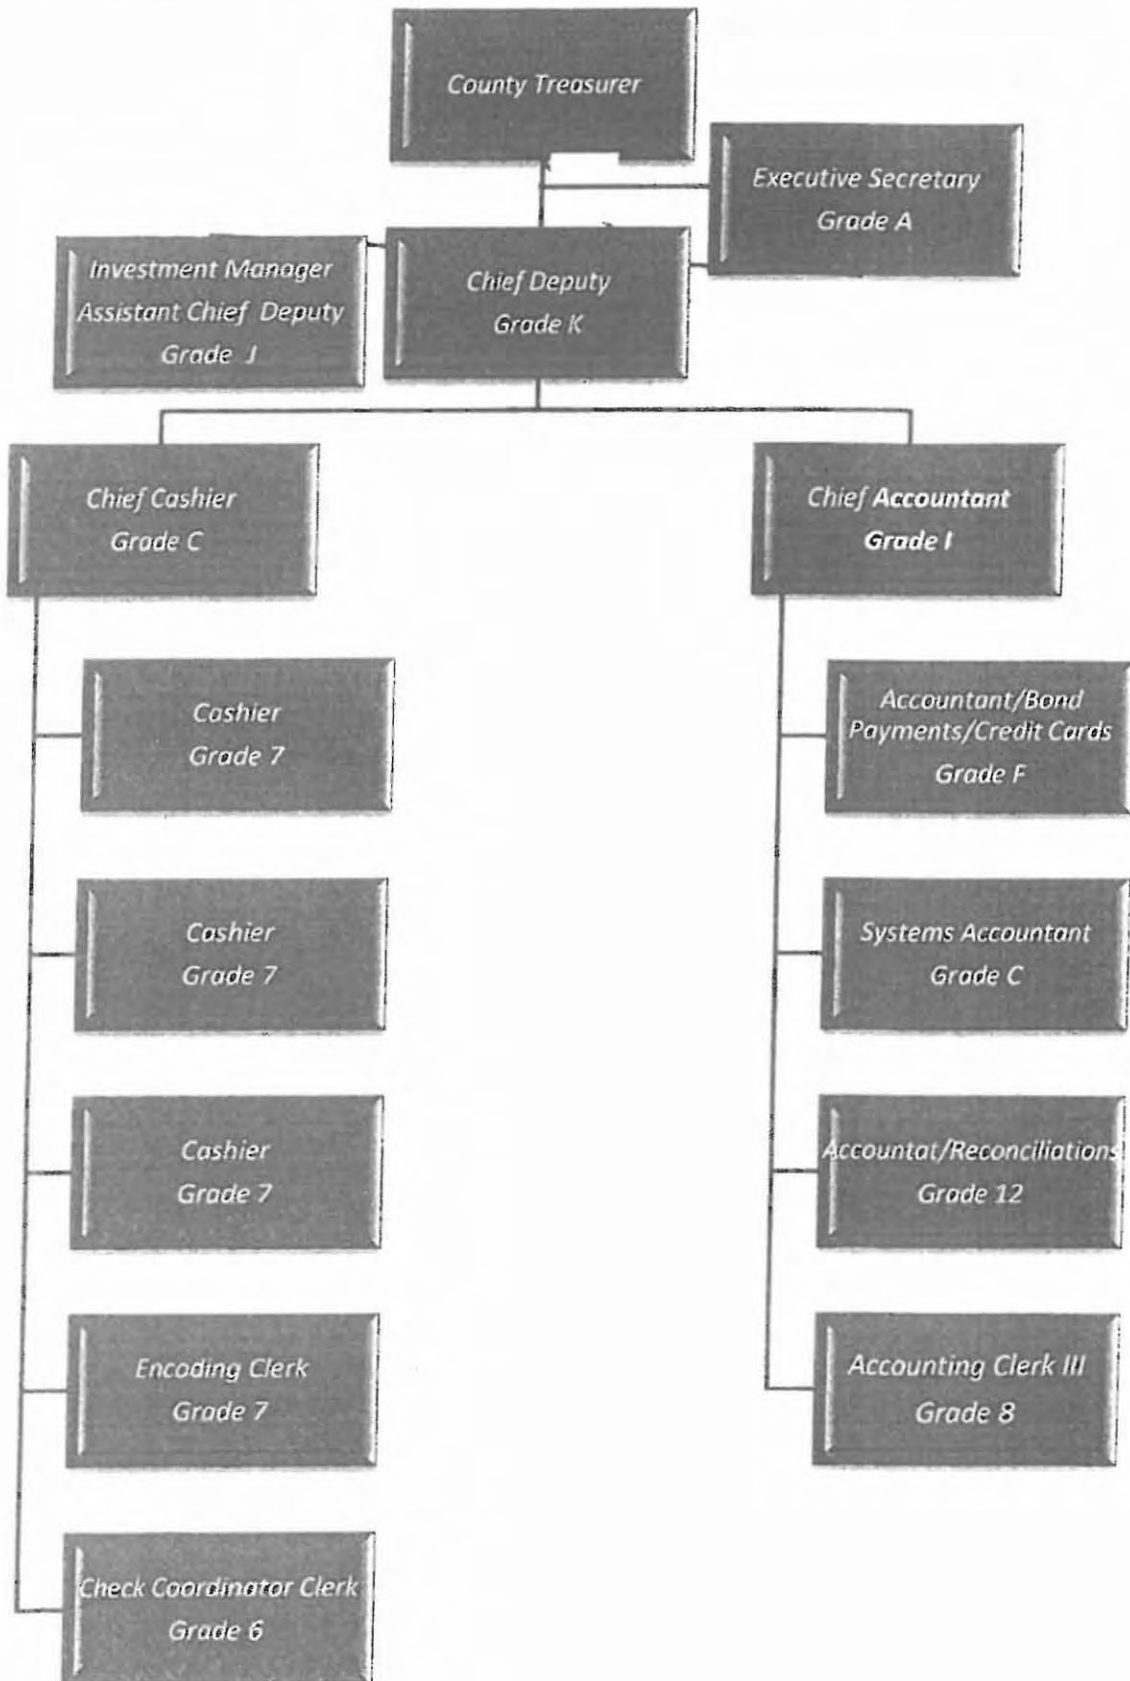 County Treasurer
Executive Secretary
Grade A
Investment Manager
Assistant Chief Deputy
Grade J
Chief Deputy
Grade K
Chief Cashier
Grade C
Chief Accountant
Grade I
Cashier
Grade 7
Cashier
Grade 7
Cashier
Grade 7
Encoding Clerk
Grade 7
Check Coordinator Clerk
Grade 6
Accountant/Bond
Payments/Credit Cards
Grade F
Systems Accountant
Grade C
Accountat/Reconciliations
Grade 12
Accounting Clerk III
Grade 8